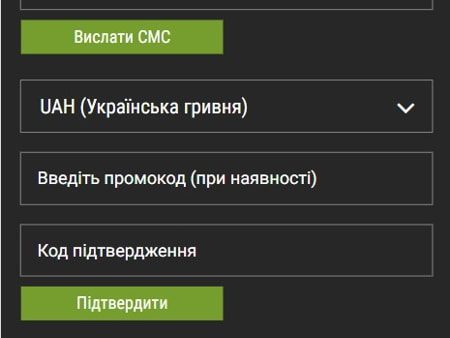 Вислати СМС
UAH (Українська гривня)
Введіть промокод (при наявності)
Код підтвердження
Підтвердити